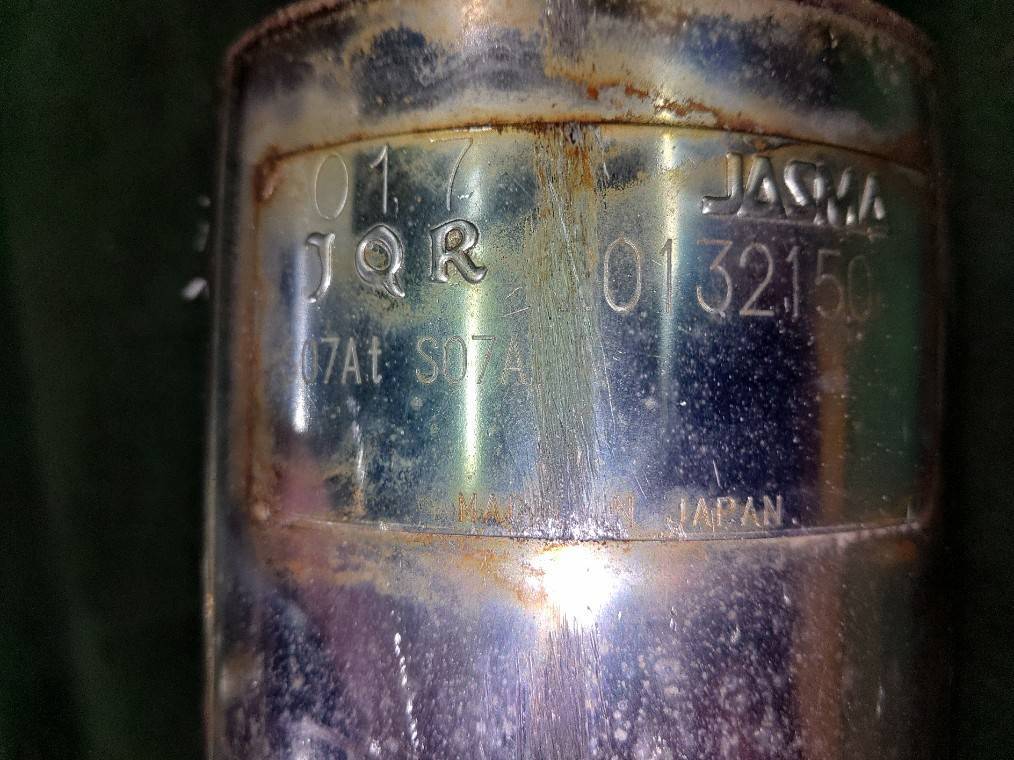 017 JASMA
JQR 0132150
07At S07A
MADE IN JAPAN